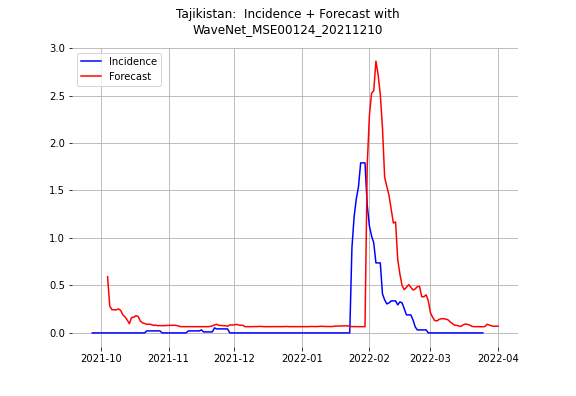 Tajikistan:  Incidence + Forecast with
WaveNet_MSE00124_20211210
Incidence
Forecast
3.0
2.5
2.0
1.5
1.0
0.5
0.0
2021-10 2021-11 2021-12 2022-01 2022-02 2022-03 2022-04